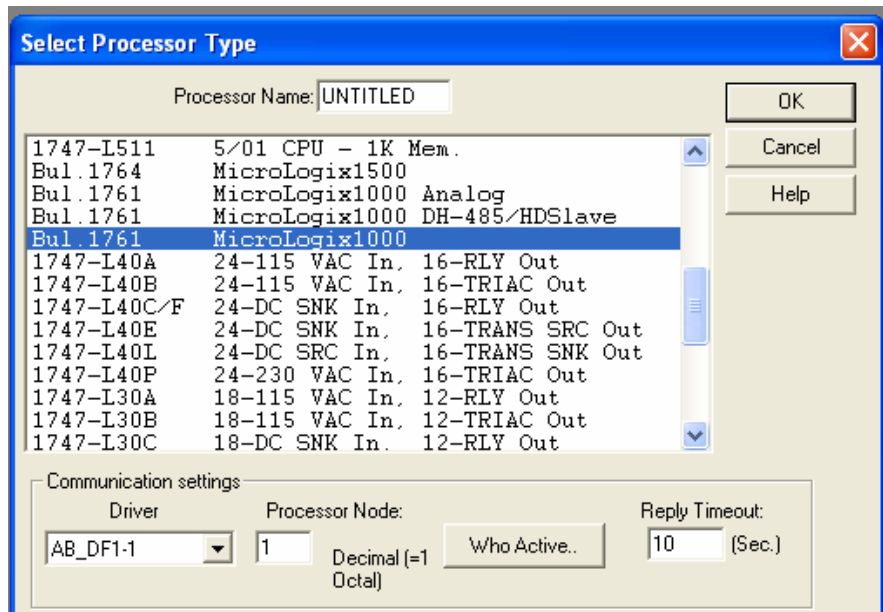 Select Processor Type
Processor Name: UNTITLED
OK
Cancel
Help
1747-L511 5/01 CPU - 1K Mem.
Bul.1764 MicroLogix1500
Bul.1761 MicroLogix1000 Analog
Bul.1761 MicroLogix1000 DH-485/HDSlave
Bul.1761 MicroLogix1000
1747-L40A 24-115 VAC In, 16-RLY Out
1747-L40B 24-115 VAC In, 16-TRIAC Out
1747-L40C/F 24-DC SNK In, 16-RLY Out
1747-L40E 24-DC SNK In, 16-TRANS SRC Out
1747-L40L 24-DC SRC In, 16-TRANS SNK Out
1747-L40P 24-230 VAC In, 16-TRIAC Out
1747-L30A 18-115 VAC In, 12-RLY Out
1747-L30B 18-115 VAC In, 12-TRIAC Out
1747-L30C 18-DC SNK In. 12-RLY Out
Communication settings
Driver Processor Node: Reply Timeout:
AB_DF1-1 1 Who Active.. 10 (Sec.)
Decimal (=1
Octal)